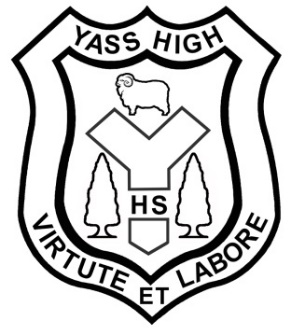 YASS HIGH
Y
HS
VIRTUTE ET LABORE